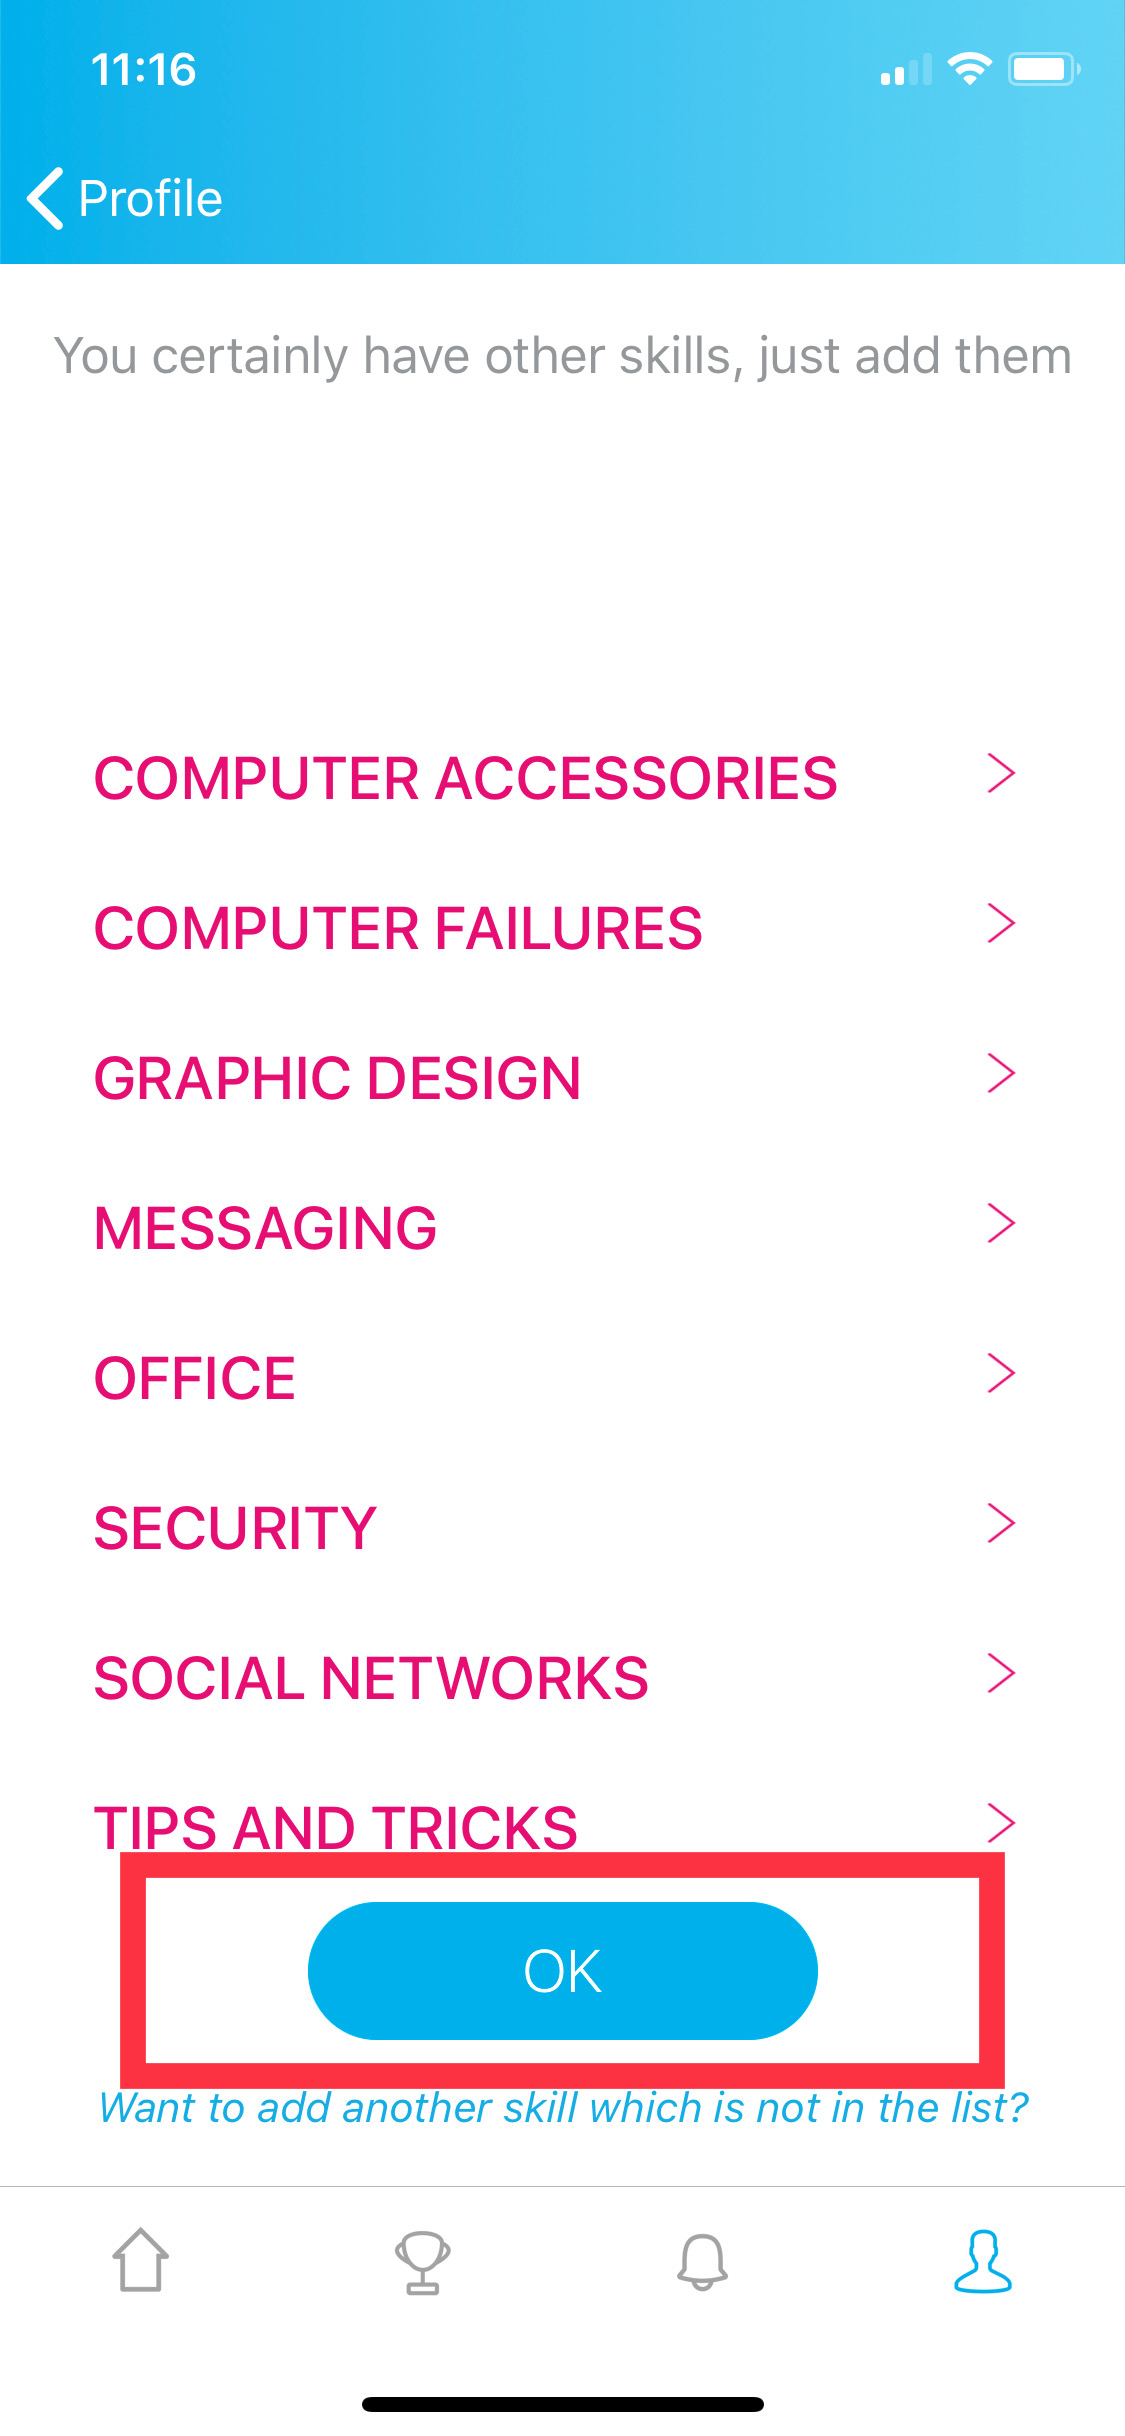 11:16
Profile
You certainly have other skills, just add them
COMPUTER ACCESSORIES
COMPUTER FAILURES
GRAPHIC DESIGN
MESSAGING
OFFICE
SECURITY
SOCIAL NETWORKS
TIPS AND TRICKS
OK
Want to add another skill which is not in the list?